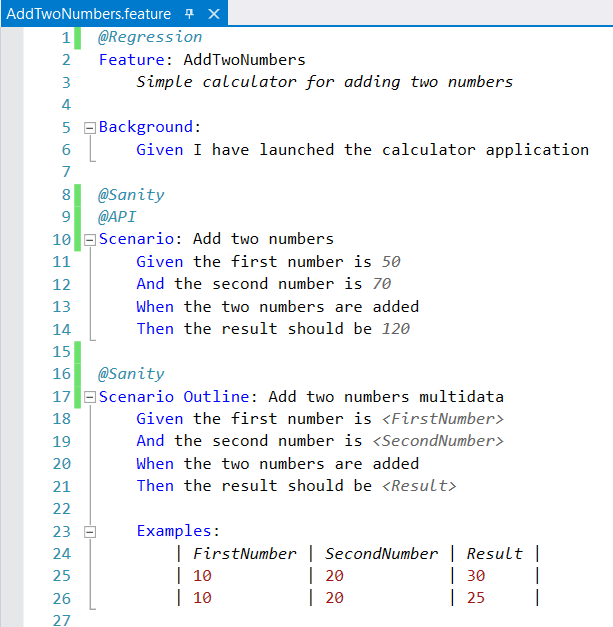 AddTwoNumbers.feature
1 @Regression
2 Feature: AddTwoNumbers
3 Simple calculator for adding two numbers
4
5 Background:
6 Given I have launched the calculator application
7
8 @Sanity
9 @API
10 Scenario: Add two numbers
11 Given the first number is 50
12 And the second number is 70
13 When the two numbers are added
14 Then the result should be 120
15
16 @Sanity
17 Scenario Outline: Add two numbers multidata
18 Given the first number is <FirstNumber>
19 And the second number is <SecondNumber>
20 When the two numbers are added
21 Then the result should be <Result>
22
23 Examples:
24 | FirstNumber | SecondNumber | Result |
25 | 10 | 20 | 30 |
26 | 10 | 20 | 25 |
27